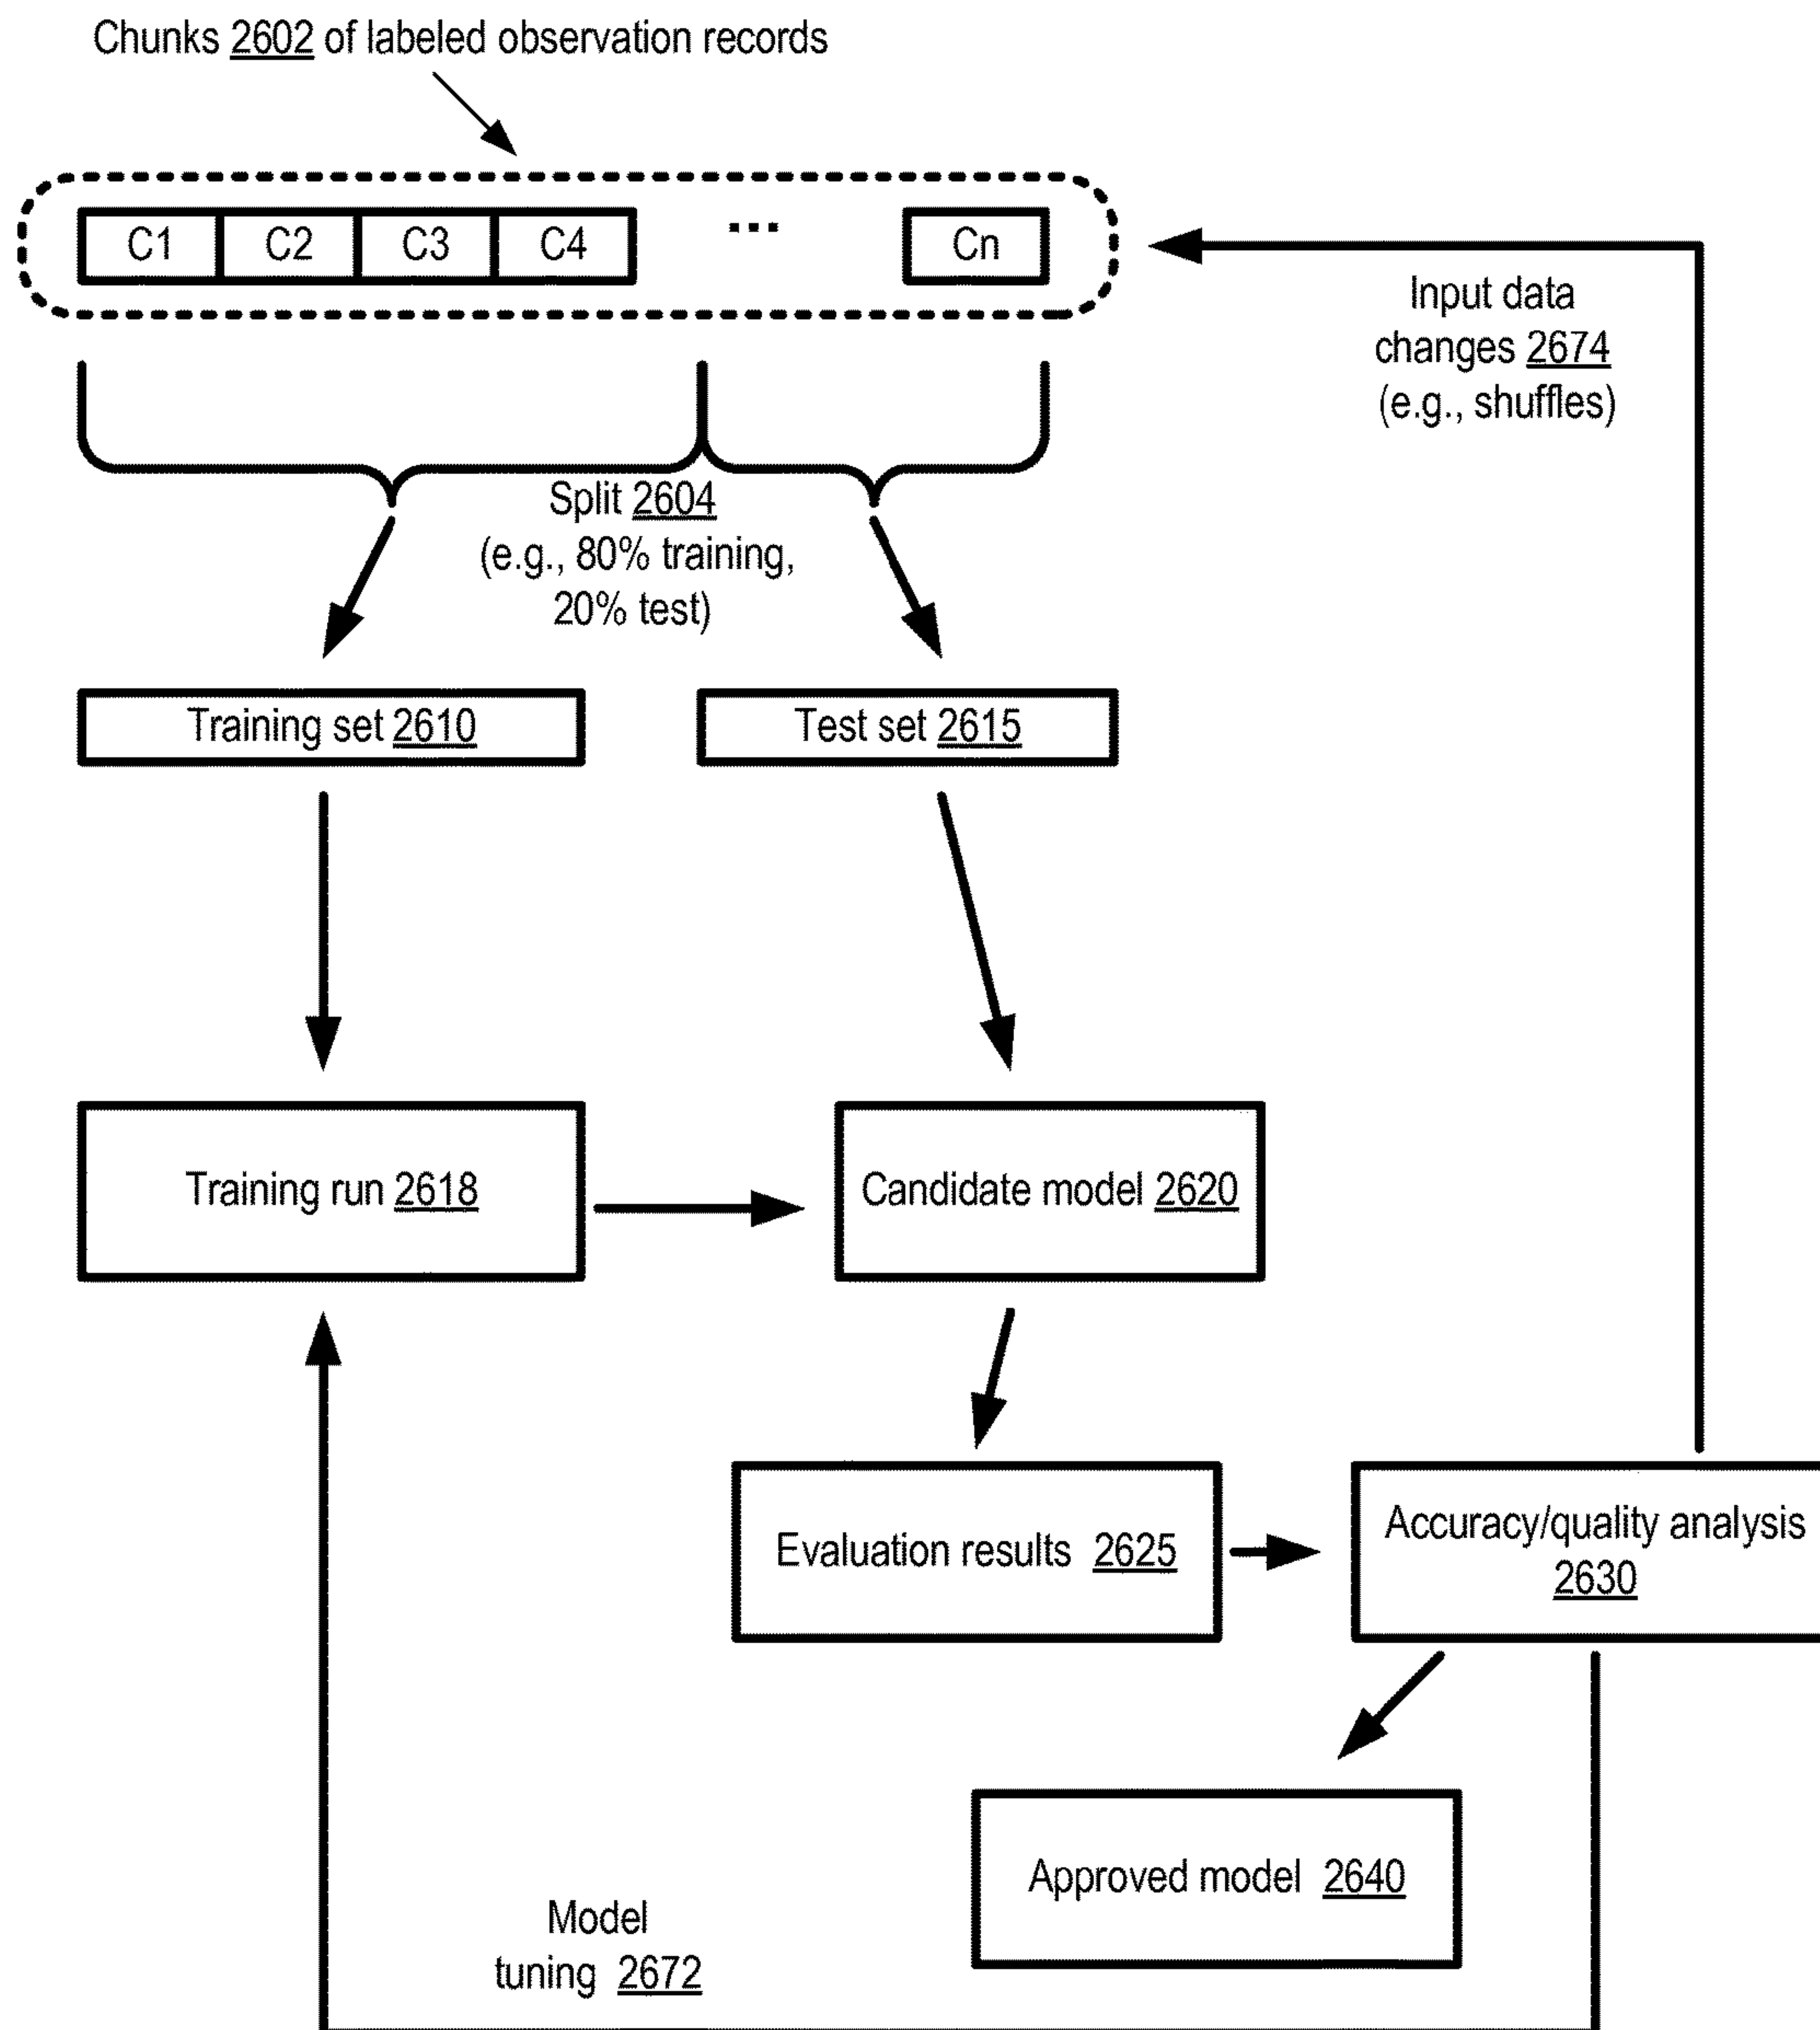 Chunks 2602 of labeled observation records
C1 C2 C3 C4 ... Cn
Input data
changes 2674
(e.g., shuffles)
Split 2604
(e.g., 80% training,
20% test)
Training set 2610
Test set 2615
Training run 2618
Candidate model 2620
Evaluation results 2625
Accuracy/quality analysis
2630
Approved model 2640
Model
tuning 2672